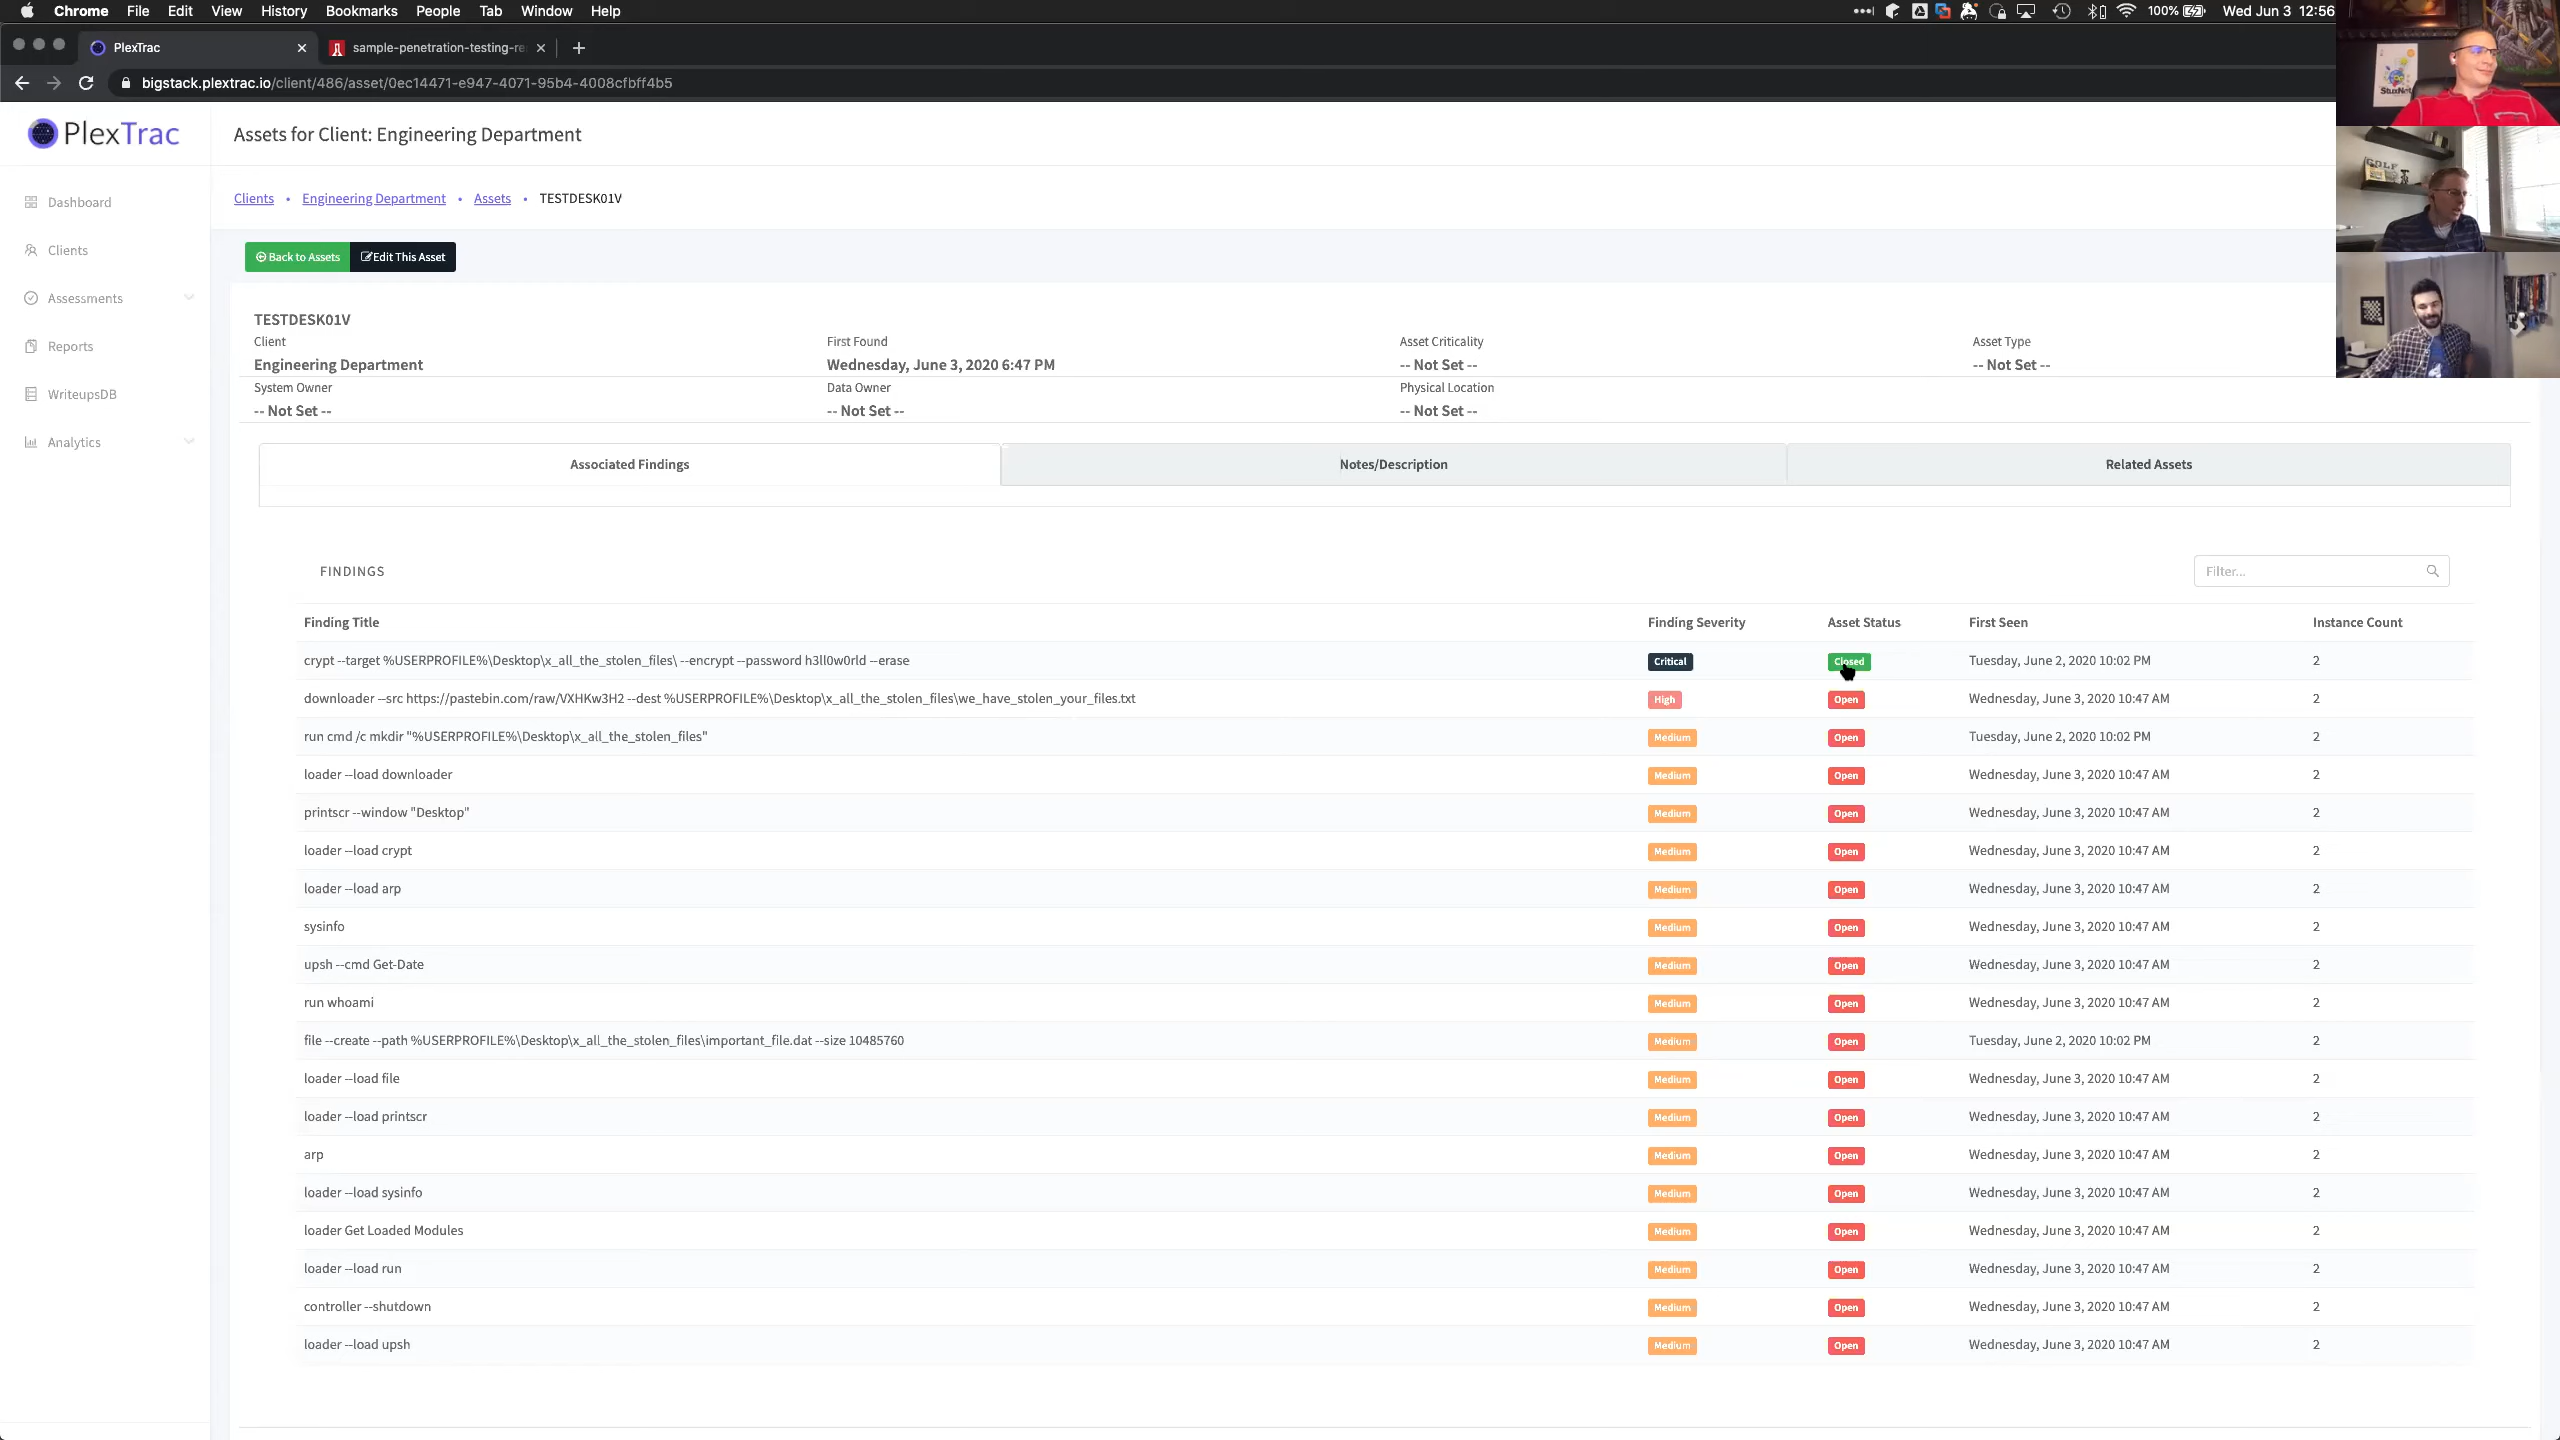 Chrome File Edit View History Bookmarks People Tab Window Help 100% Wed Jun 3 12:56
PlexTrac sample-penetration-testing-re
bigstack.plextrac.io/client/486/asset/0ec14471-e947-4071-95b4-4008cfbff4b5
PlexTrac Assets for Client: Engineering Department
Clients • Engineering Department • Assets • TESTDESK01V
Dashboard
Clients
Assessments
Reports
WriteupsDB
Analytics
Back to Assets Edit This Asset
TESTDESK01V
Client First Found Asset Criticality Asset Type
Engineering Department Wednesday, June 3, 2020 6:47 PM -- Not Set -- -- Not Set --
System Owner Data Owner Physical Location
-- Not Set -- -- Not Set -- -- Not Set --
Associated Findings Notes/Description Related Assets
FINDINGS Filter...
Finding Title Finding Severity Asset Status First Seen Instance Count
crypt --target %USERPROFILE%\Desktop\x_all_the_stolen_files\ --encrypt --password h3ll0w0rld --erase Critical Closed Tuesday, June 2, 2020 10:02 PM 2
downloader --src https://pastebin.com/raw/VXHKw3H2 --dest %USERPROFILE%\Desktop\x_all_the_stolen_files\we_have_stolen_your_files.txt High Open Wednesday, June 3, 2020 10:47 AM 2
run cmd /c mkdir "%USERPROFILE%\Desktop\x_all_the_stolen_files" Medium Open Tuesday, June 2, 2020 10:02 PM 2
loader --load downloader Medium Open Wednesday, June 3, 2020 10:47 AM 2
printscr --window "Desktop" Medium Open Wednesday, June 3, 2020 10:47 AM 2
loader --load crypt Medium Open Wednesday, June 3, 2020 10:47 AM 2
loader --load arp Medium Open Wednesday, June 3, 2020 10:47 AM 2
sysinfo Medium Open Wednesday, June 3, 2020 10:47 AM 2
upsh --cmd Get-Date Medium Open Wednesday, June 3, 2020 10:47 AM 2
run whoami Medium Open Wednesday, June 3, 2020 10:47 AM 2
file --create --path %USERPROFILE%\Desktop\x_all_the_stolen_files\important_file.dat --size 10485760 Medium Open Tuesday, June 2, 2020 10:02 PM 2
loader --load file Medium Open Wednesday, June 3, 2020 10:47 AM 2
loader --load printscr Medium Open Wednesday, June 3, 2020 10:47 AM 2
arp Medium Open Wednesday, June 3, 2020 10:47 AM 2
loader --load sysinfo Medium Open Wednesday, June 3, 2020 10:47 AM 2
loader Get Loaded Modules Medium Open Wednesday, June 3, 2020 10:47 AM 2
loader --load run Medium Open Wednesday, June 3, 2020 10:47 AM 2
controller --shutdown Medium Open Wednesday, June 3, 2020 10:47 AM 2
loader --load upsh Medium Open Wednesday, June 3, 2020 10:47 AM 2
StuxNet
GOLF